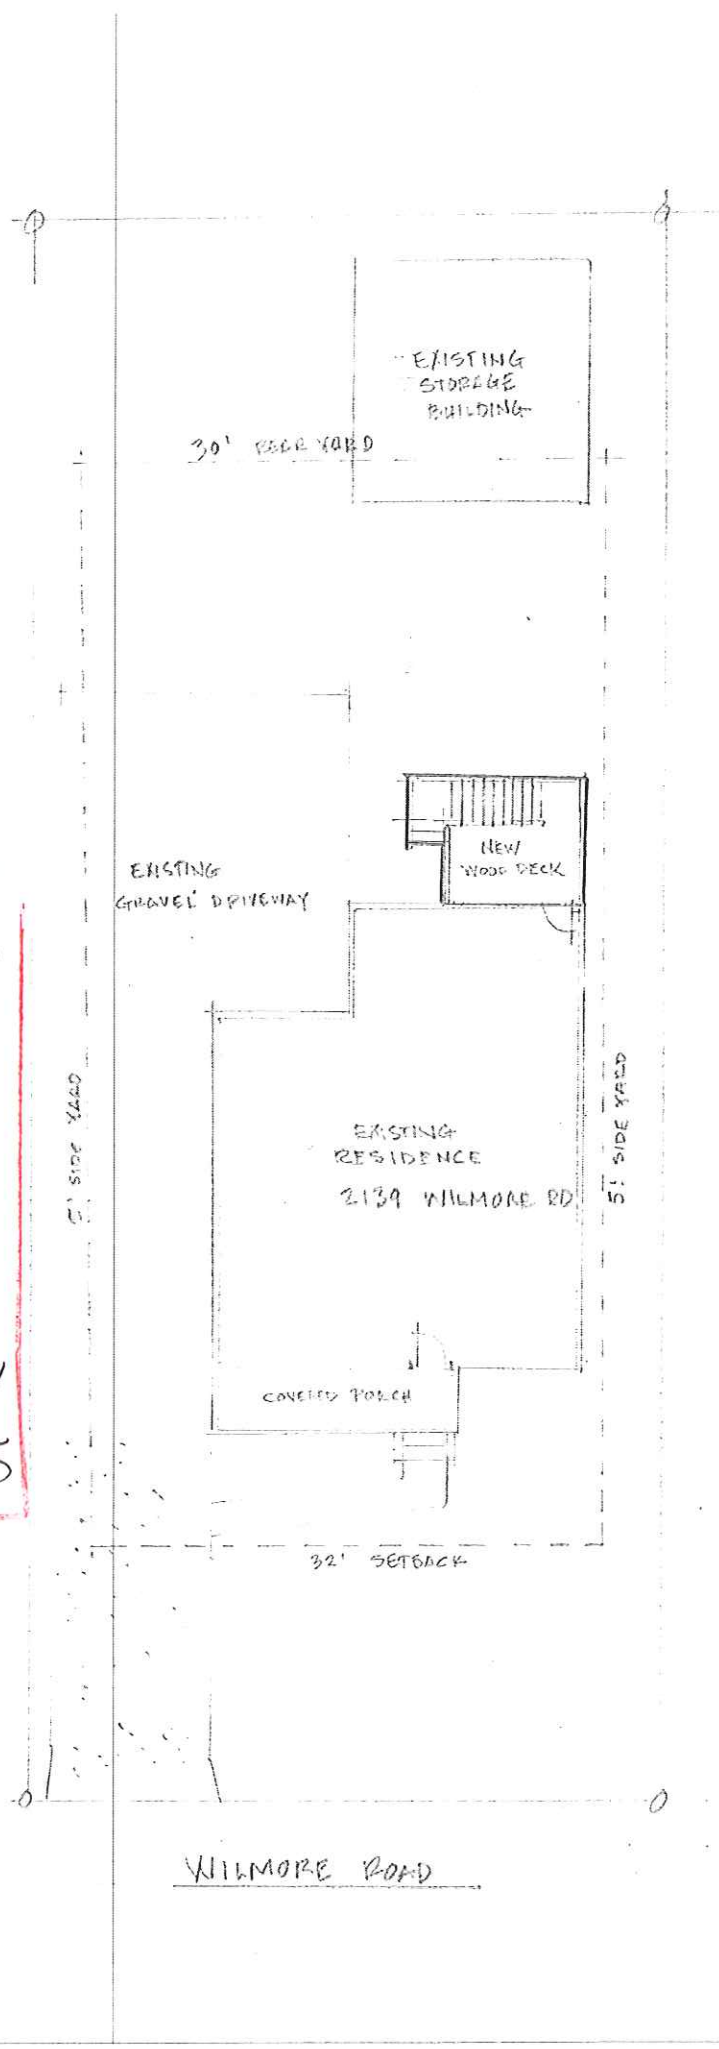 EXISTING
STORAGE
BUILDING
30' REAR YARD
NEW
WOOD DECK
EXISTING
GRAVEL DRIVEWAY
5' SIDE YARD
5' SIDE YARD
EXISTING
RESIDENCE
2139 WILMORE RD
COVERED PORCH
32' SETBACK
WILMORE ROAD